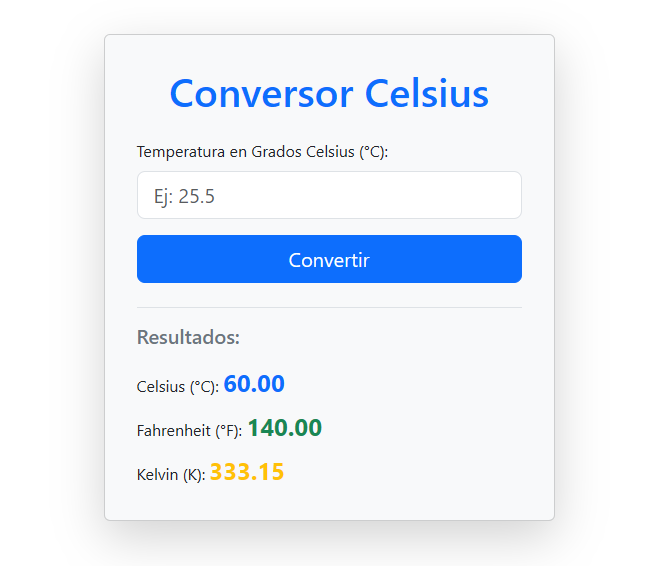 Conversor Celsius
Temperatura en Grados Celsius (°C):
Ej: 25.5
Convertir
Resultados:
Celsius (°C): 60.00
Fahrenheit (°F): 140.00
Kelvin (K): 333.15